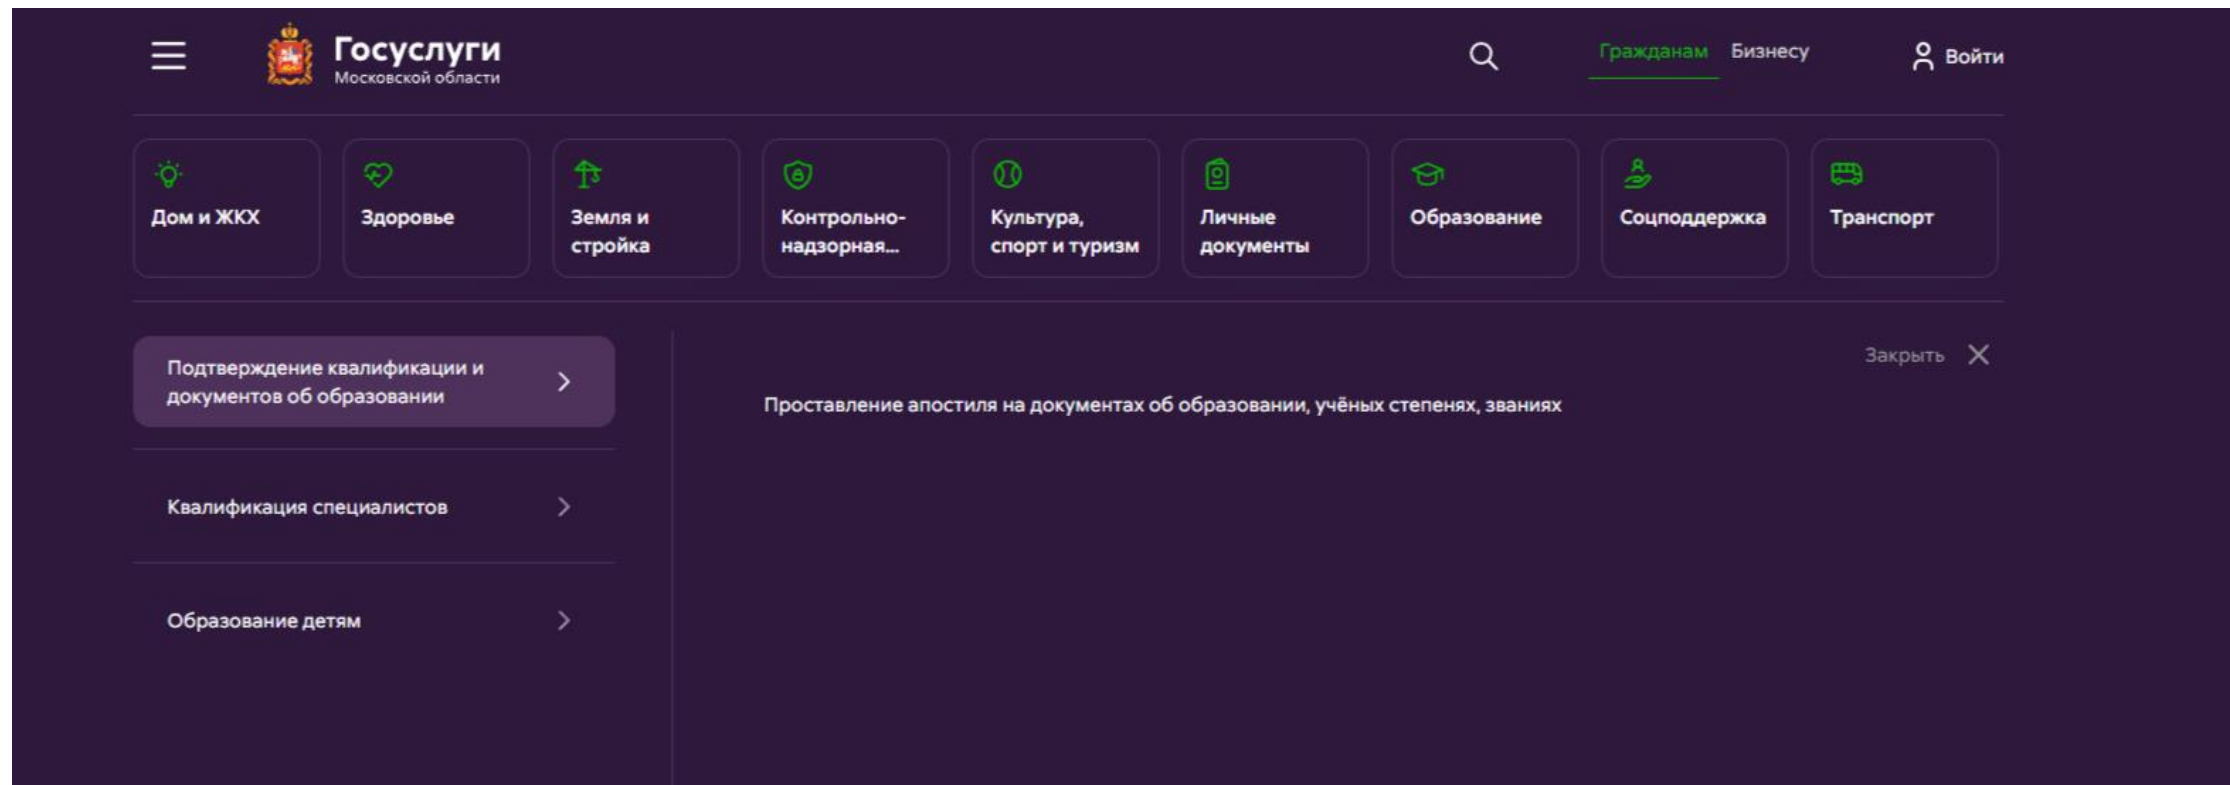 Госуслуги
Московской области
Гражданам Бизнесу
Войти
Дом и ЖКХ
Здоровье
Земля и
стройка
Контрольно-
надзорная...
Культура,
спорт и туризм
Личные
документы
Образование
Соцподдержка
Транспорт
Подтверждение квалификации и
документов об образовании
Квалификация специалистов
Образование детям
Закрыть
Проставление апостиля на документах об образовании, учёных степенях, званиях